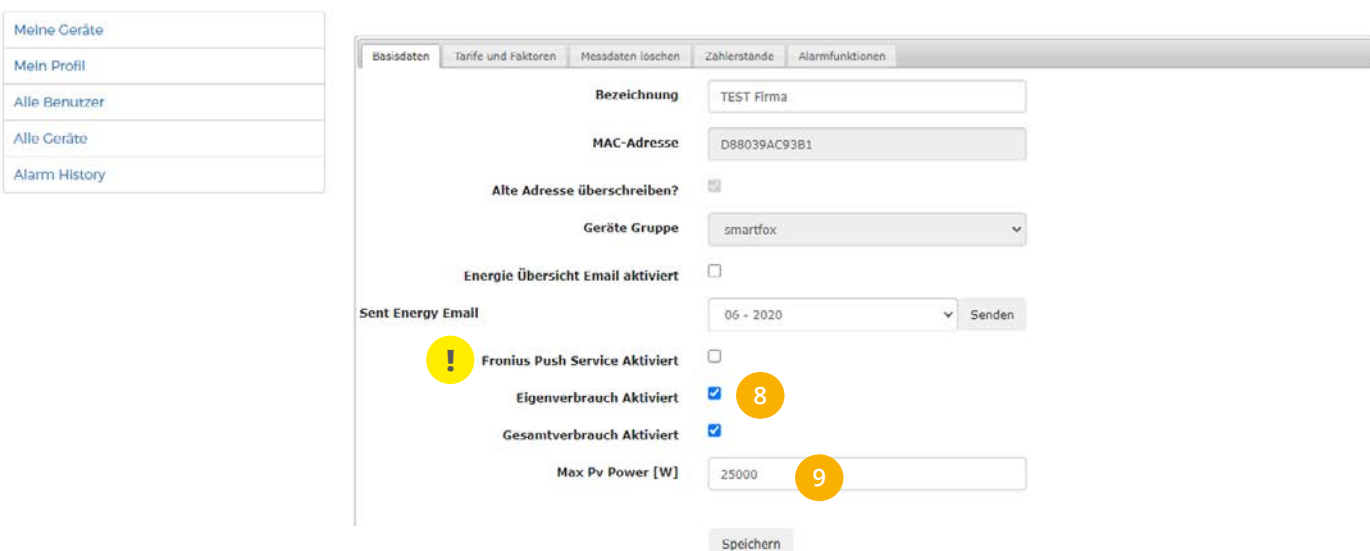 Meine Geräte
Mein Profil
Alle Benutzer
Alle Geräte
Alarm History
Basisdaten Tarife und Faktoren Messdaten löschen Zählerstände Alarmfunktionen
Bezeichnung TEST Firma
MAC-Adresse D88039AC93B1
Alte Adresse überschreiben?
Geräte Gruppe smartfox
Energie Übersicht Email aktiviert
Sent Energy Email 06 - 2020 Senden
! Fronius Push Service Aktiviert
Eigenverbrauch Aktiviert 8
Gesamtverbrauch Aktiviert
Max Pv Power [W] 25000 9
Speichern